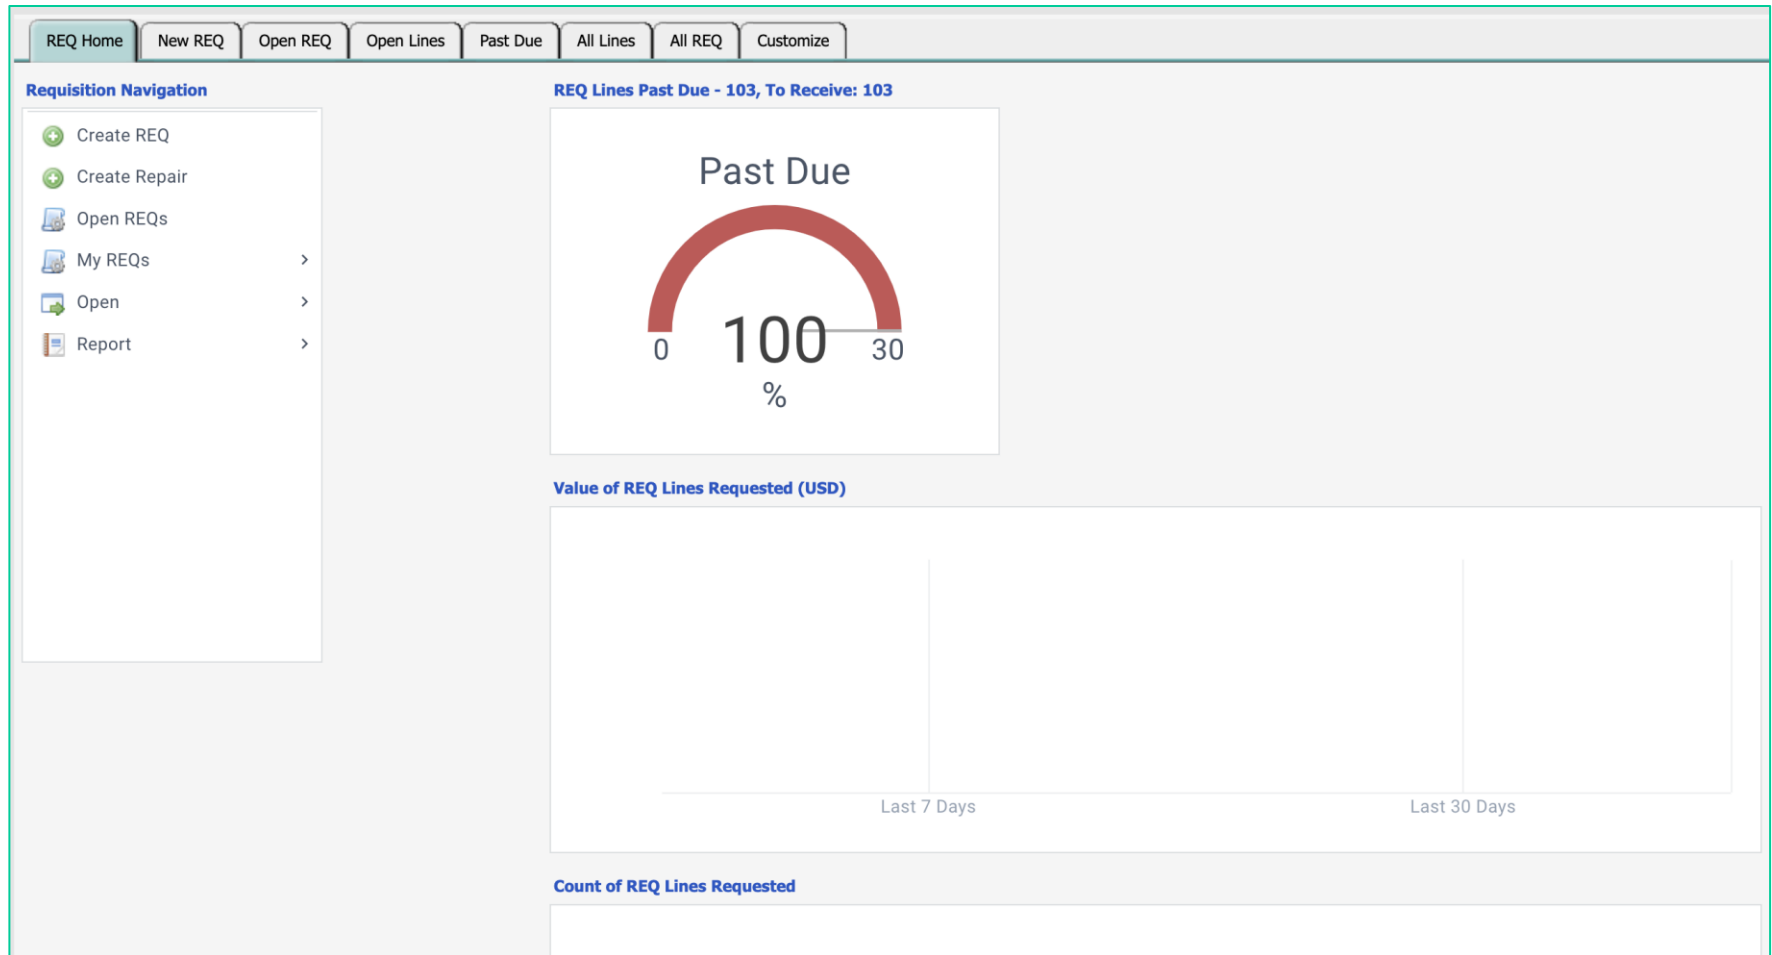 REQ Home New REQ Open REQ Open Lines Past Due All Lines All REQ Customize
Requisition Navigation
Create REQ
Create Repair
Open REQs
My REQs
Open
Report
REQ Lines Past Due - 103, To Receive: 103
Past Due
0 100 30
%
Value of REQ Lines Requested (USD)
Last 7 Days Last 30 Days
Count of REQ Lines Requested